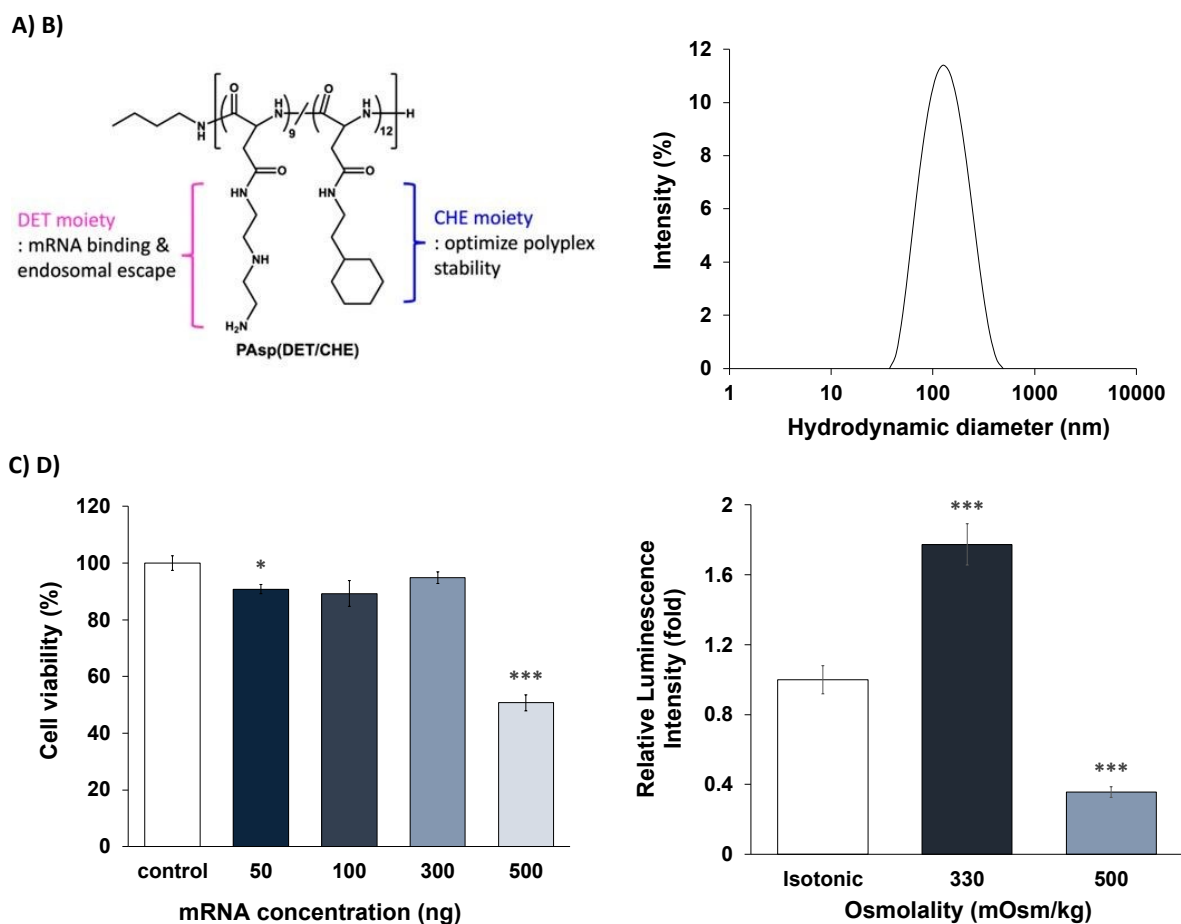 A) B)
O
O
N
H
H
N
9
O
H
N
12
H
O
O
HN
HN
NH
H₂N
DET moiety
: mRNA binding &
endosomal escape
CHE moiety
: optimize polyplex
stability
PAsp(DET/CHE)
Intensity (%)
12
10
8
6
4
2
0
1 10 100 1000 10000
Hydrodynamic diameter (nm)
C) D)
Cell viability (%)
120
100
80
60
40
20
0
*
***
control 50 100 300 500
mRNA concentration (ng)
Relative Luminescence
Intensity (fold)
2
1.6
1.2
0.8
0.4
0
***
***
Isotonic 330 500
Osmolality (mOsm/kg)